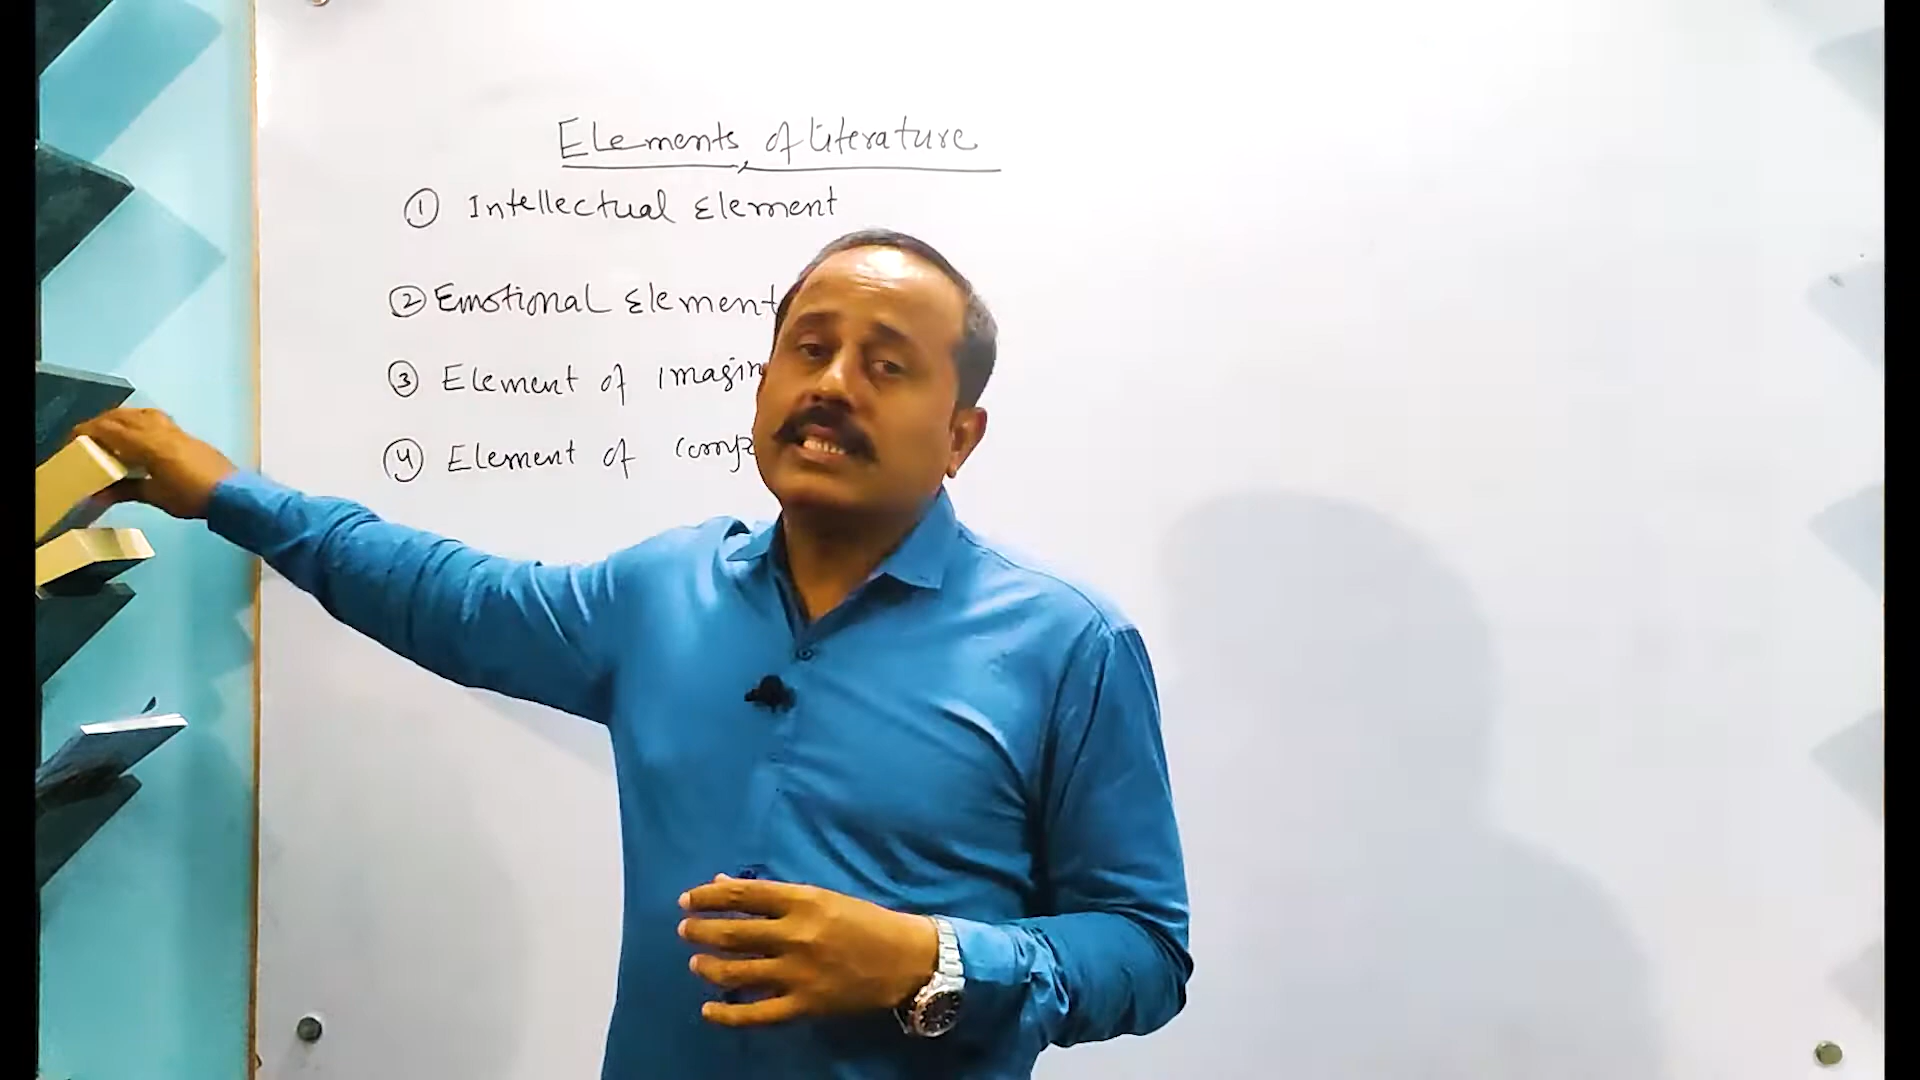 Elements of literature
① Intellectual Element
② Emotional Element
③ Element of
④ Element of